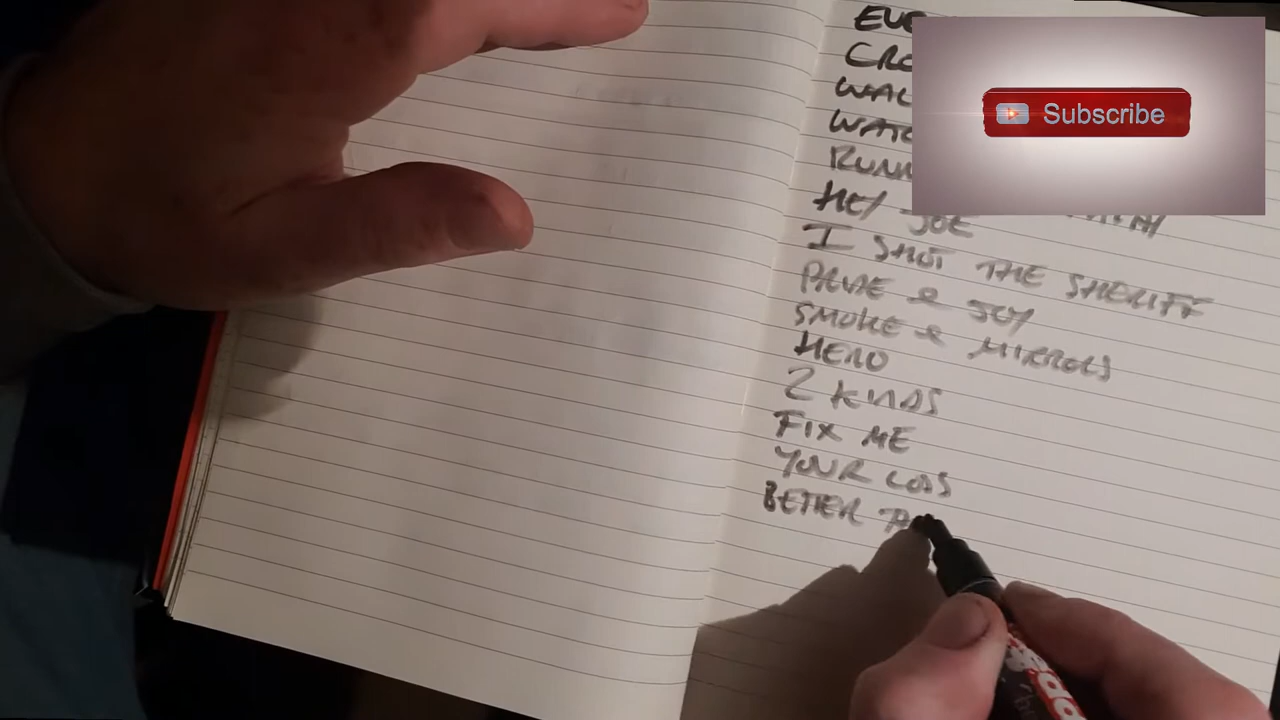 EVE
CRO
Subscribe
WAL
WAT
RUNN
HEY JOE
I SHOT THE SHERIFF
PRIDE & JOY
SMOKE & MIRRORS
HERO
2 KINDS
FIX ME
YOUR LOSS
BETTER